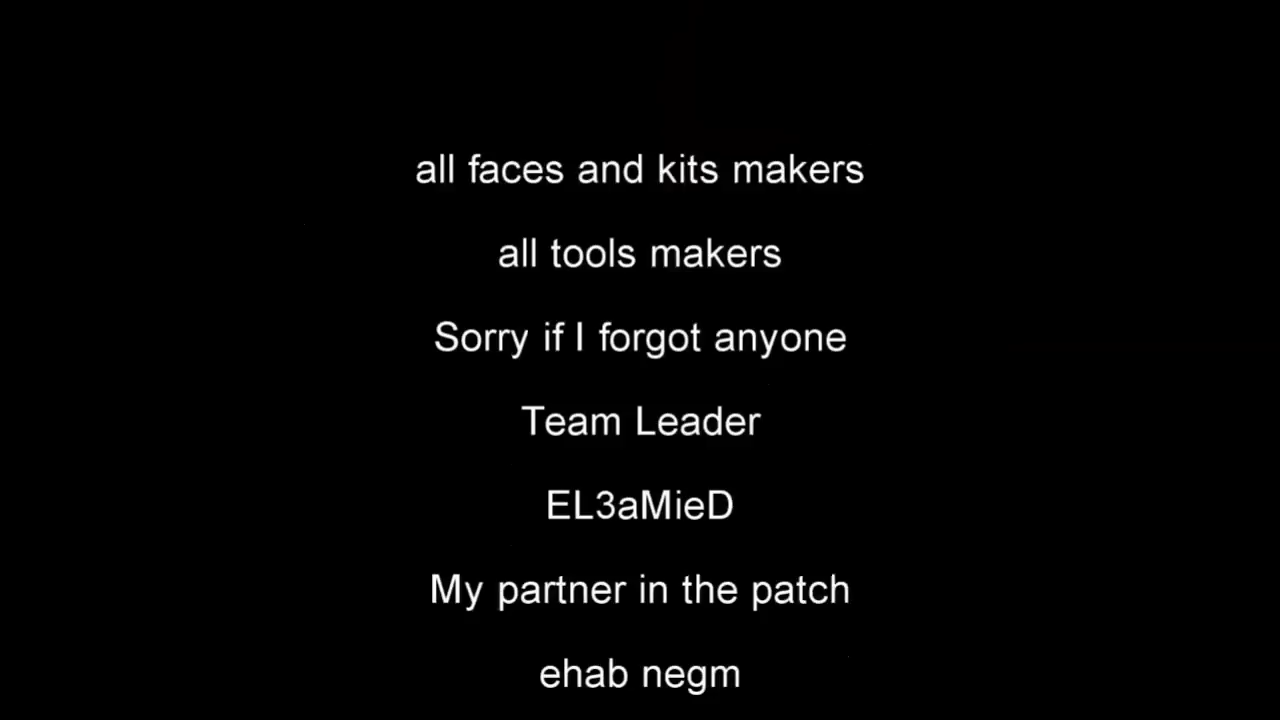 all faces and kits makers
all tools makers
Sorry if I forgot anyone
Team Leader
EL3aMieD
My partner in the patch
ehab negm